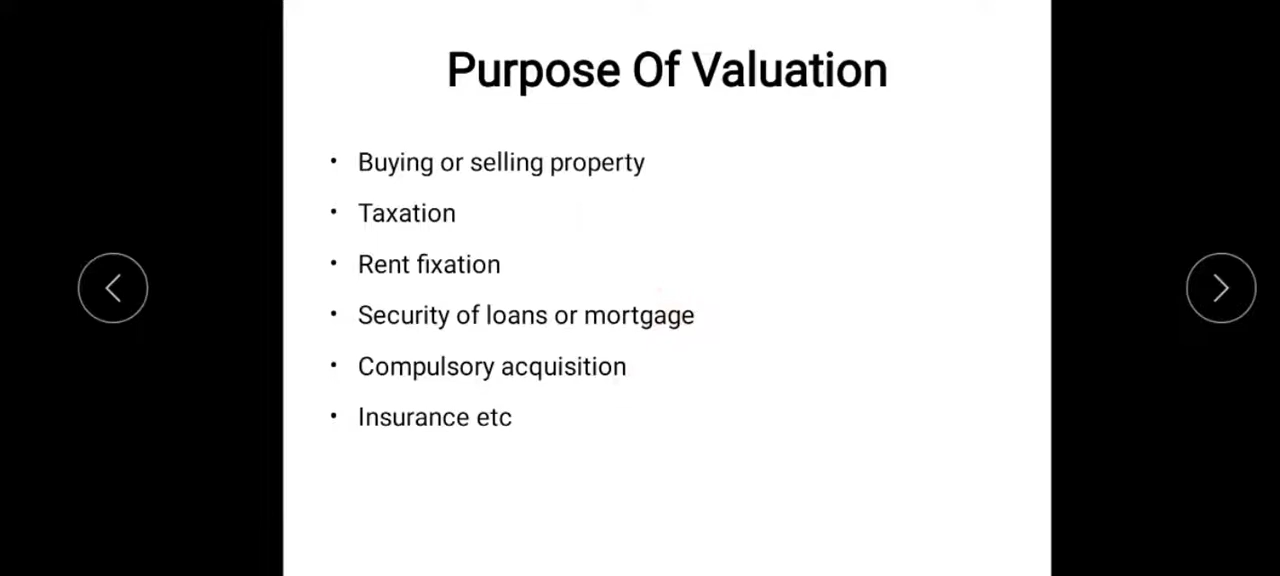 Purpose Of Valuation
• Buying or selling property
• Taxation
• Rent fixation
• Security of loans or mortgage
• Compulsory acquisition
• Insurance etc